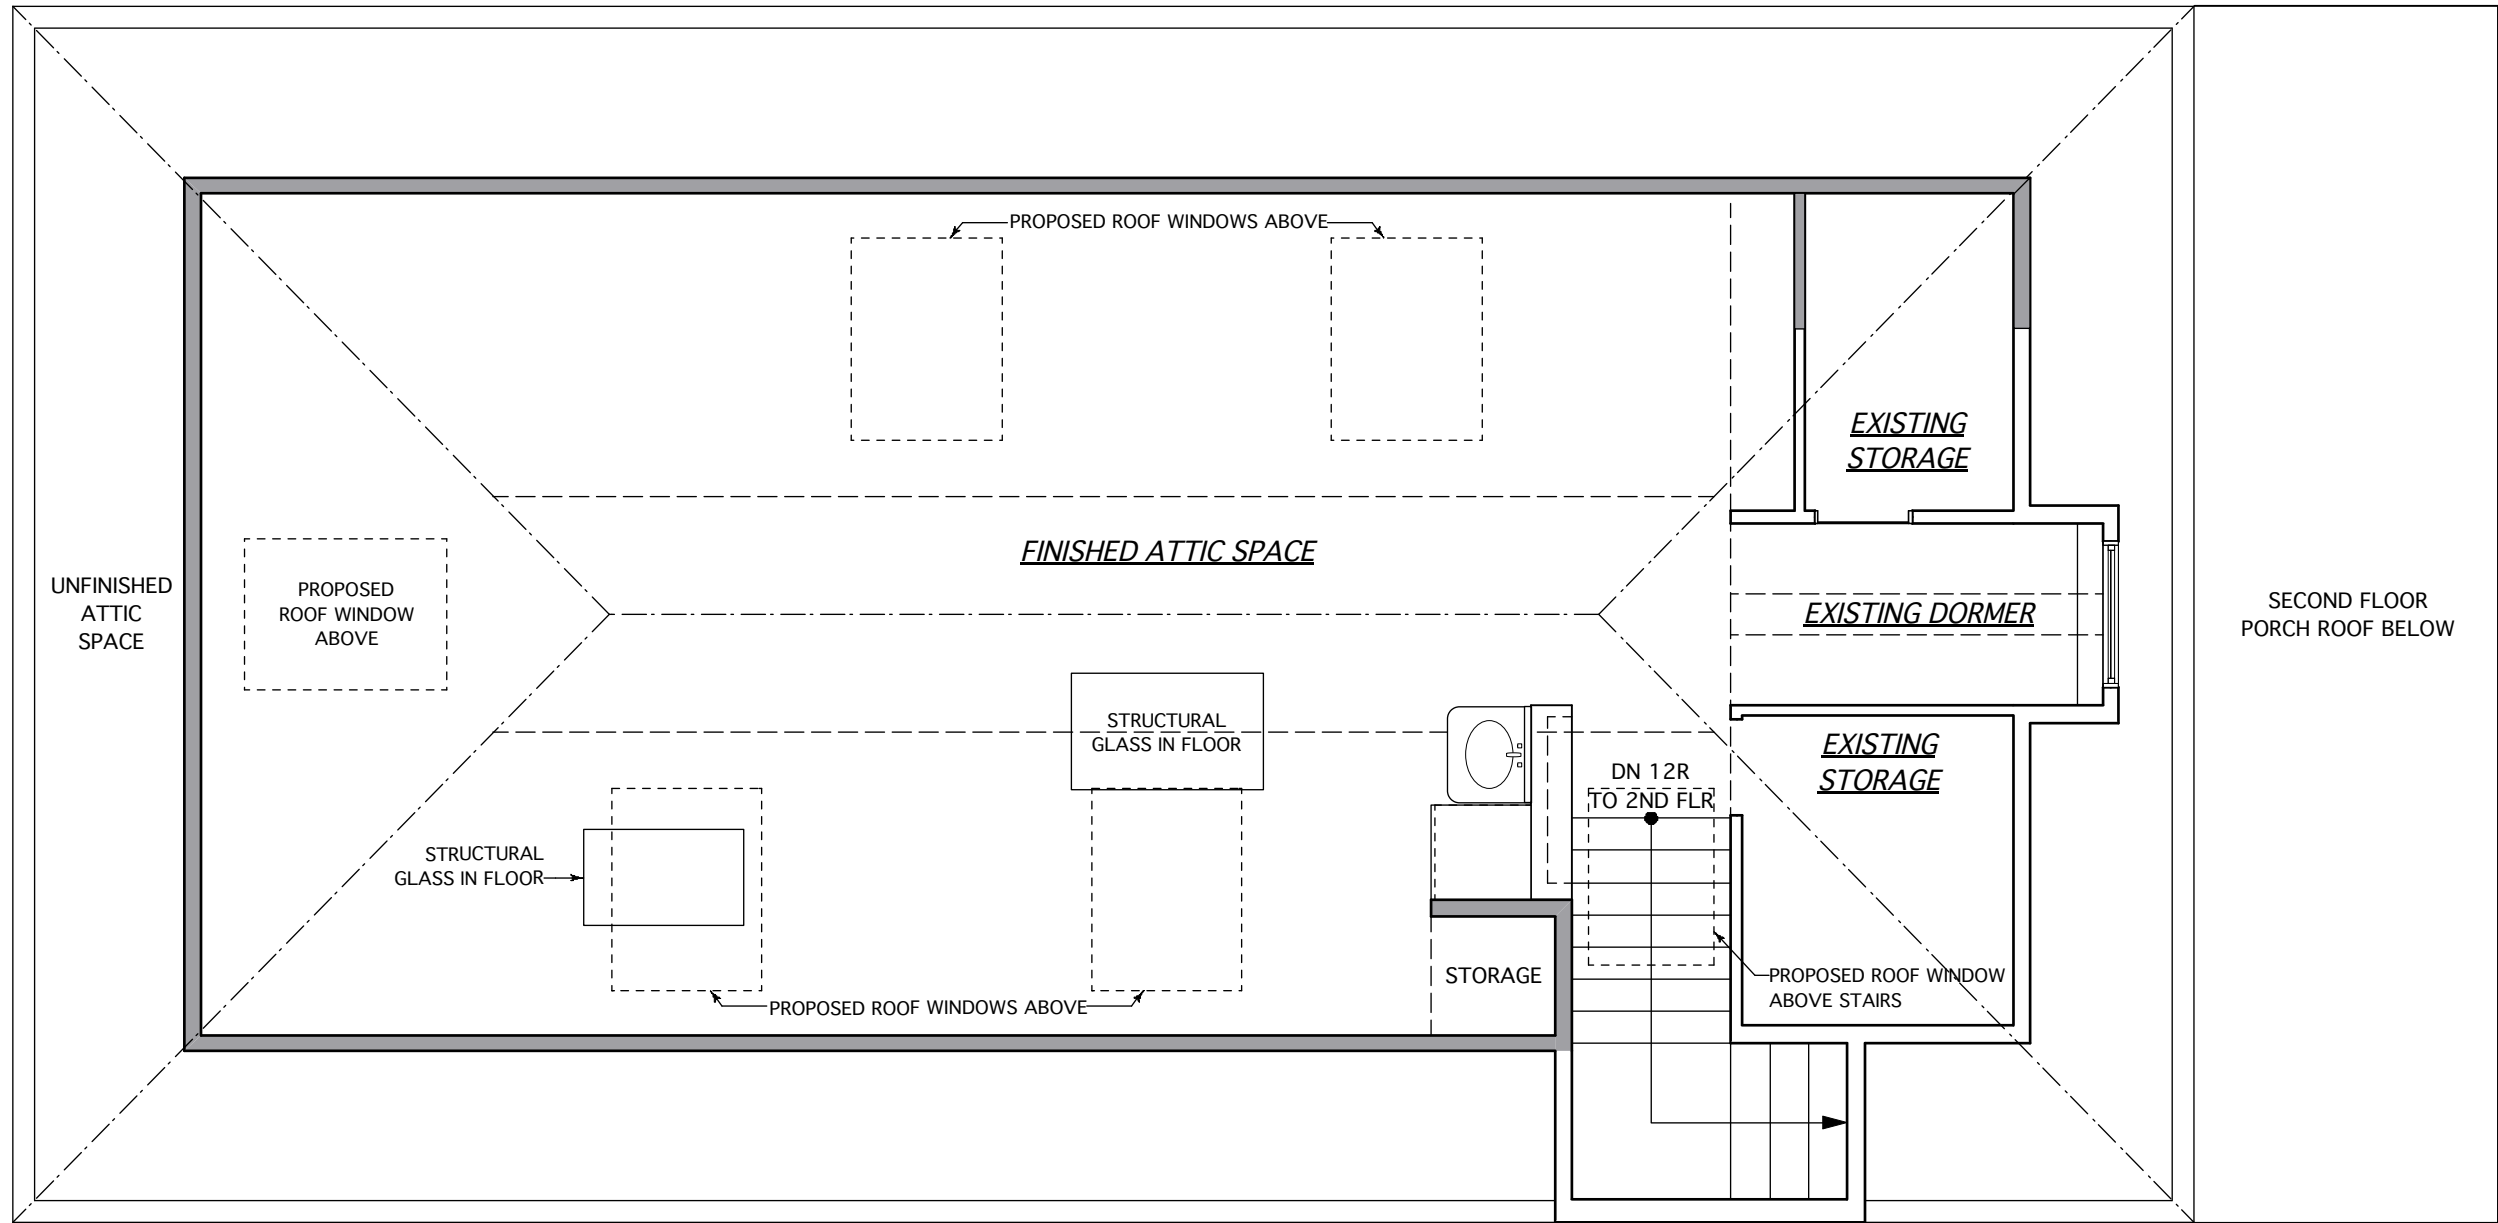 PROPOSED ROOF WINDOWS ABOVE
EXISTING
STORAGE
FINISHED ATTIC SPACE
UNFINISHED
ATTIC
SPACE
PROPOSED
ROOF WINDOW
ABOVE
EXISTING DORMER
SECOND FLOOR
PORCH ROOF BELOW
STRUCTURAL
GLASS IN FLOOR
EXISTING
STORAGE
DN 12R
TO 2ND FLR
STRUCTURAL
GLASS IN FLOOR
STORAGE
PROPOSED ROOF WINDOW
ABOVE STAIRS
PROPOSED ROOF WINDOWS ABOVE